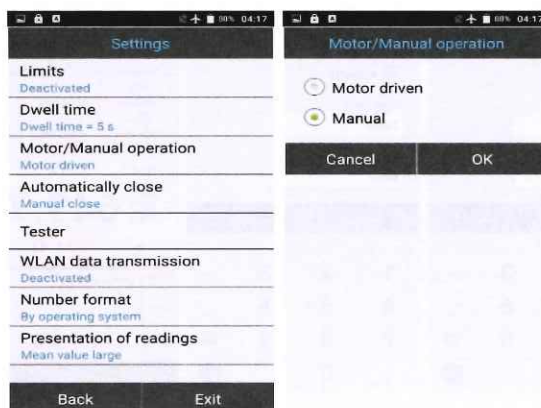 80% 04:17
Settings
Limits
Deactivated
Dwell time
Dwell time = 5 s
Motor/Manual operation
Motor driven
Automatically close
Manual close
Tester
WLAN data transmission
Deactivated
Number format
By operating system
Presentation of readings
Mean value large
Back Exit
04:17
Motor/Manual operation
Motor driven
Manual
Cancel OK